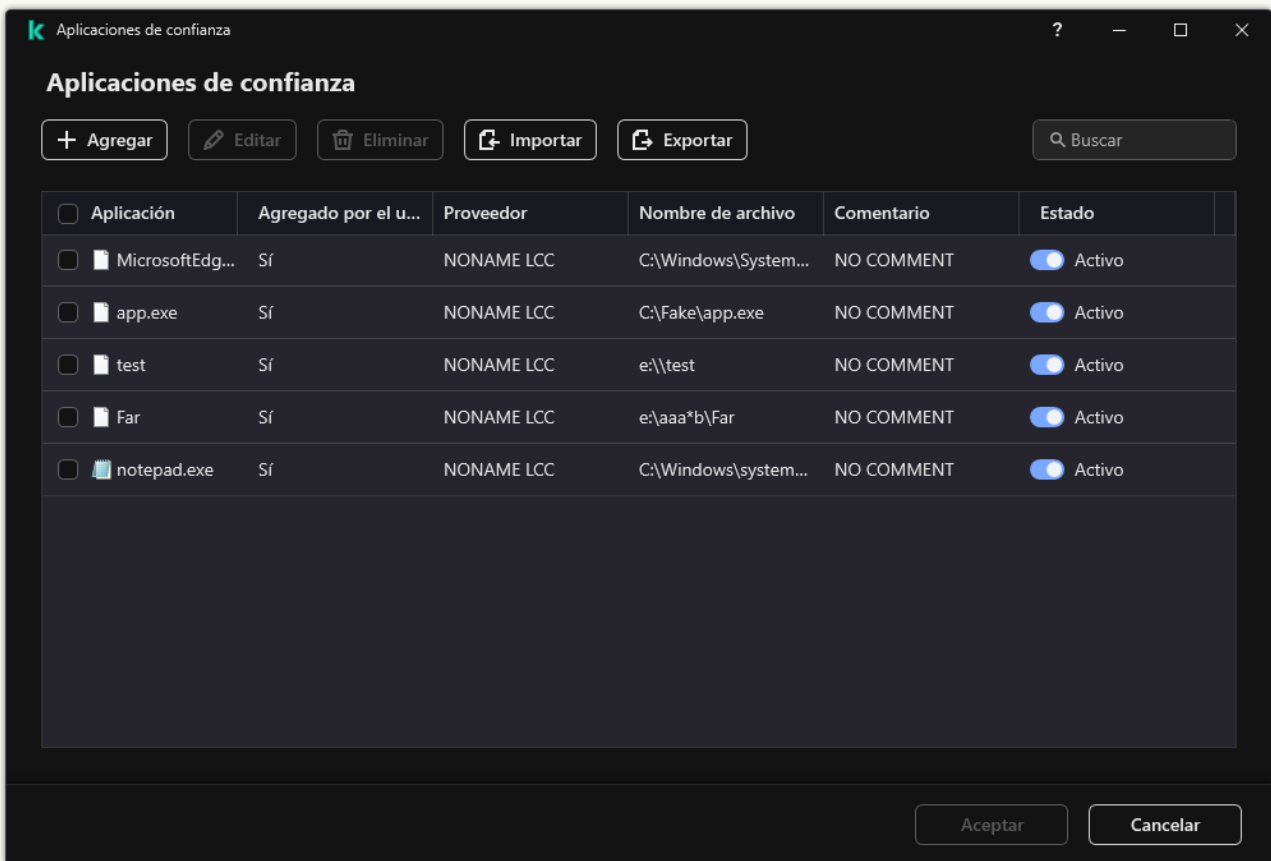 Aplicaciones de confianza
Aplicaciones de confianza
Agregar Editar Eliminar Importar Exportar Buscar
Aplicación Agregado por el u... Proveedor Nombre de archivo Comentario Estado
MicrosoftEdg... Sí NONAME LCC C:\Windows\System... NO COMMENT Activo
app.exe Sí NONAME LCC C:\Fake\app.exe NO COMMENT Activo
test Sí NONAME LCC e:\\test NO COMMENT Activo
Far Sí NONAME LCC e:\aaa*b\Far NO COMMENT Activo
notepad.exe Sí NONAME LCC C:\Windows\system... NO COMMENT Activo
Aceptar Cancelar